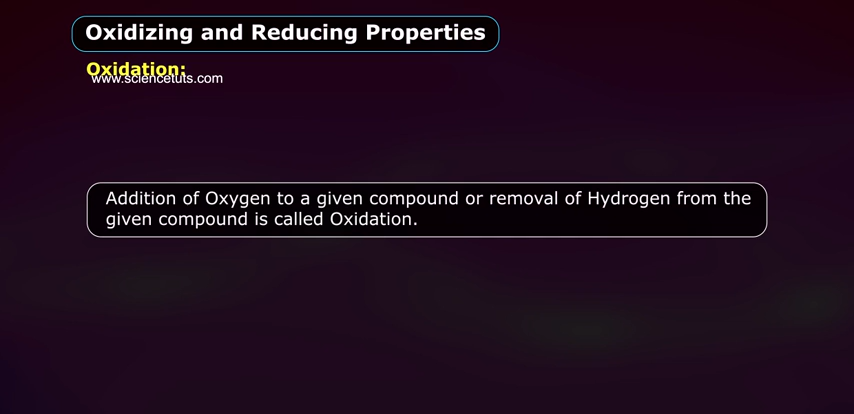 Oxidizing and Reducing Properties
Oxidation:
www.sciencetuts.com
Addition of Oxygen to a given compound or removal of Hydrogen from the
given compound is called Oxidation.